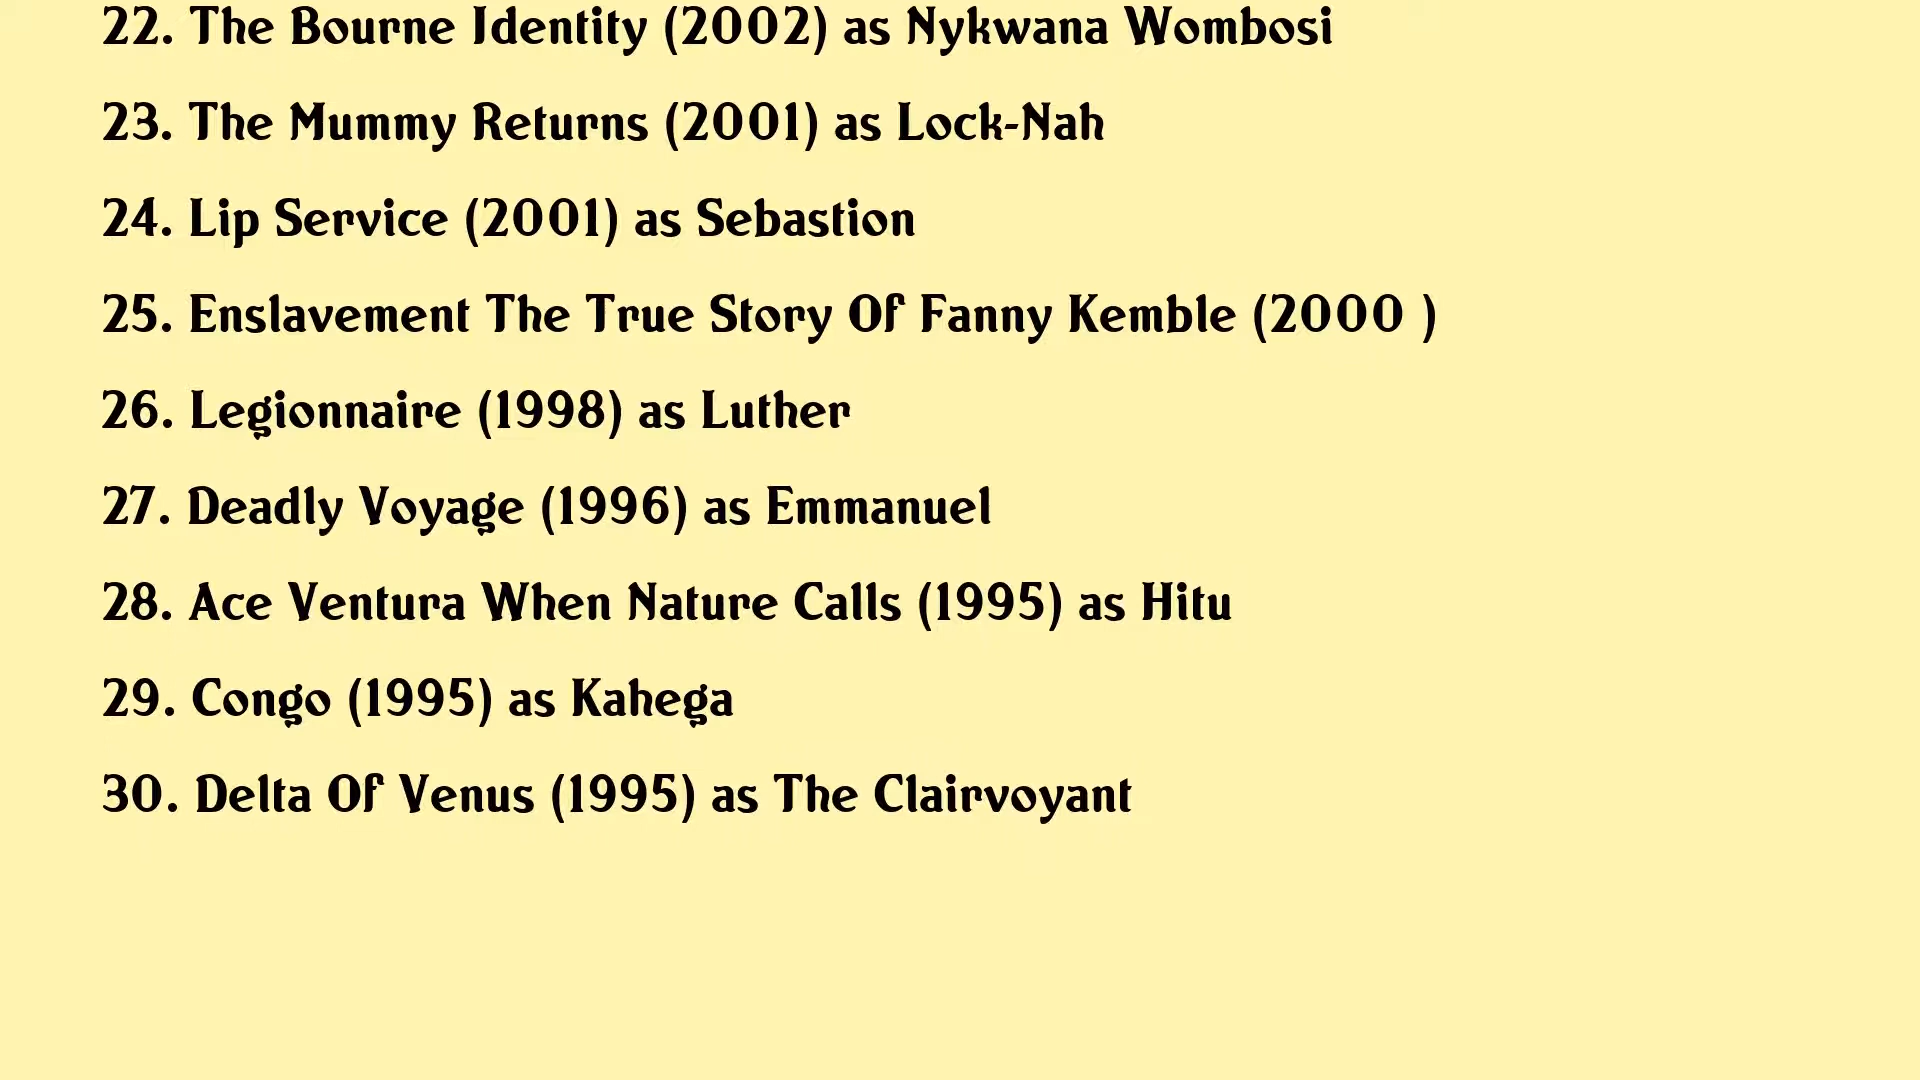 22. The Bourne Identity (2002) as Nykwana Wombosi
23. The Mummy Returns (2001) as Lock-Nah
24. Lip Service (2001) as Sebastion
25. Enslavement The True Story Of Fanny Kemble (2000 )
26. Legionnaire (1998) as Luther
27. Deadly Voyage (1996) as Emmanuel
28. Ace Ventura When Nature Calls (1995) as Hitu
29. Congo (1995) as Kahega
30. Delta Of Venus (1995) as The Clairvoyant